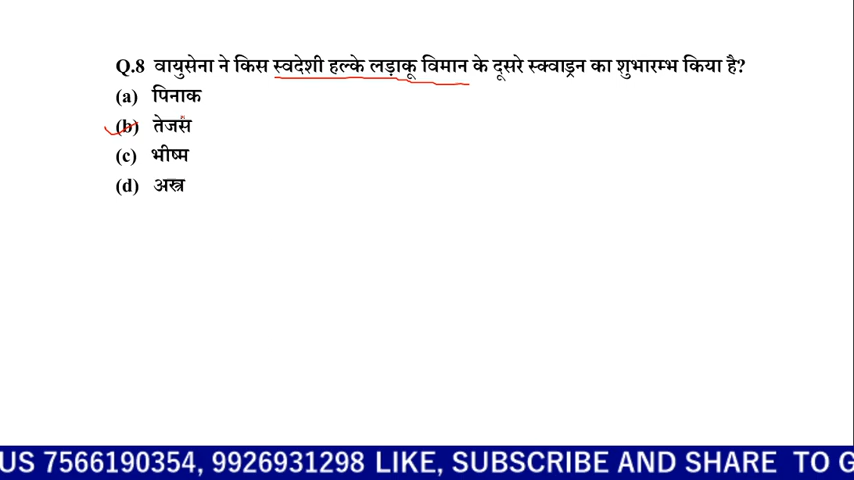 Q.8 वायुसेना ने किस स्वदेशी हल्के लड़ाकू विमान के दूसरे स्क्वाड्रन का शुभारम्भ किया है?
(a) पिनाक
(b) तेजस
(c) भीष्म
(d) अस्त्र
US 7566190354, 9926931298 LIKE, SUBSCRIBE AND SHARE TO G